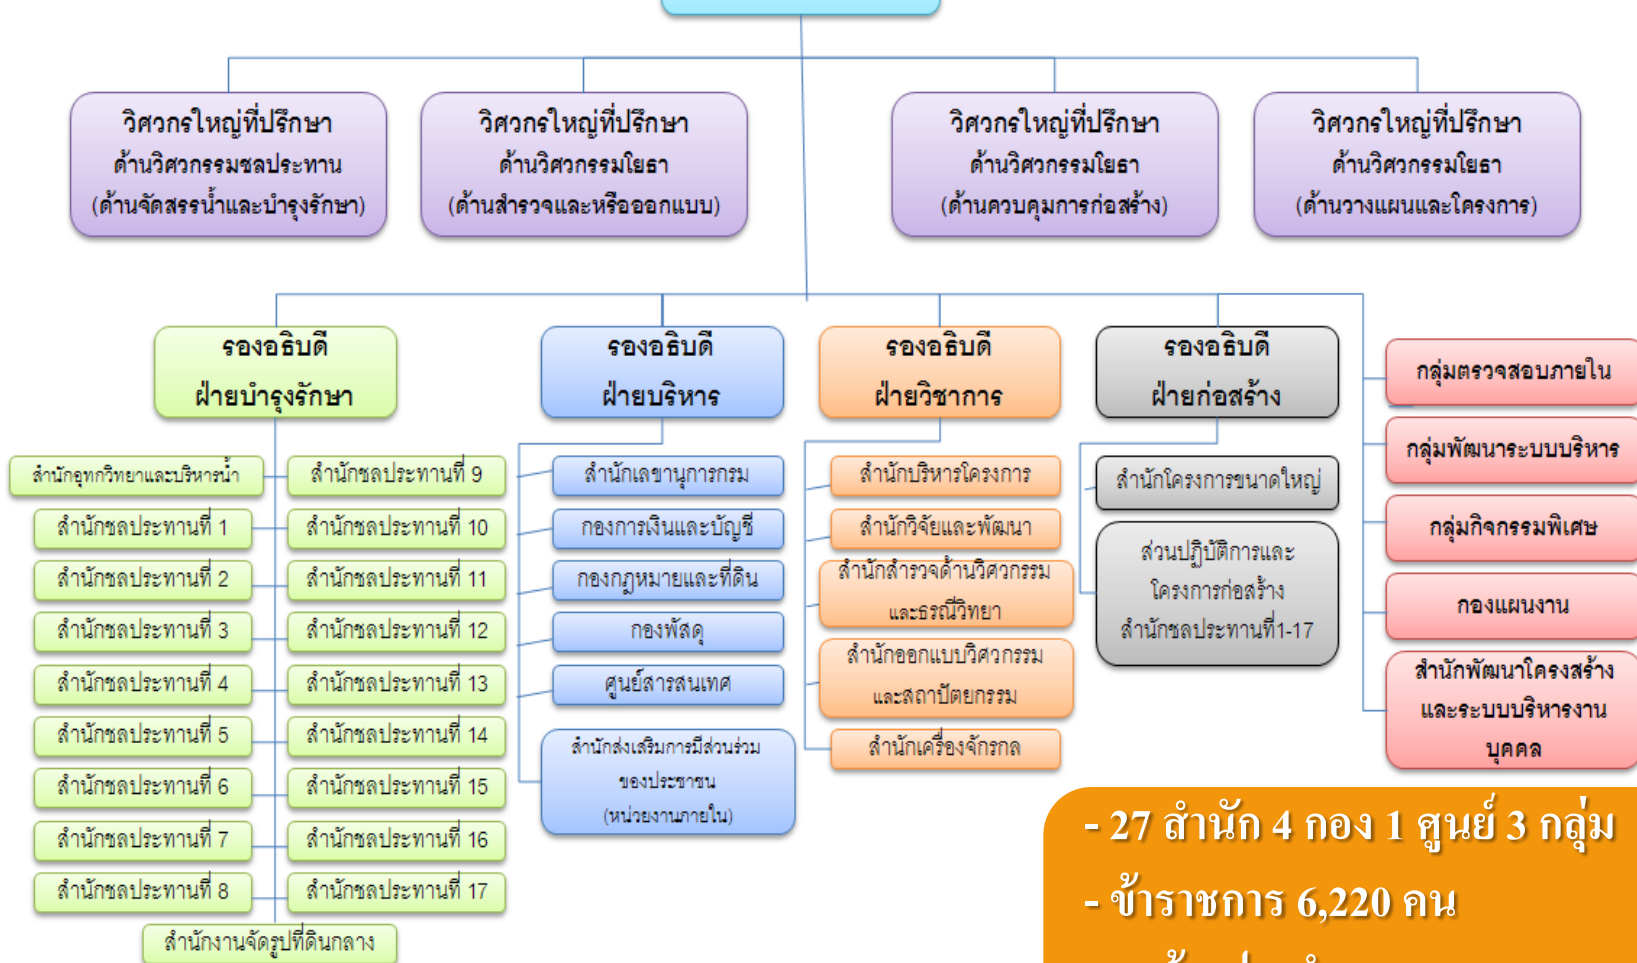 วิศวกรใหญ่ที่ปรึกษา
ด้านวิศวกรรมชลประทาน
(ด้านจัดสรรน้ำและบำรุงรักษา)
วิศวกรใหญ่ที่ปรึกษา
ด้านวิศวกรรมโยธา
(ด้านสำรวจและหรือออกแบบ)
วิศวกรใหญ่ที่ปรึกษา
ด้านวิศวกรรมโยธา
(ด้านควบคุมการก่อสร้าง)
วิศวกรใหญ่ที่ปรึกษา
ด้านวิศวกรรมโยธา
(ด้านวางแผนและโครงการ)
รองอธิบดี
ฝ่ายบำรุงรักษา
สำนักอุทกวิทยาและบริหารน้ำ
สำนักชลประทานที่ 1
สำนักชลประทานที่ 2
สำนักชลประทานที่ 3
สำนักชลประทานที่ 4
สำนักชลประทานที่ 5
สำนักชลประทานที่ 6
สำนักชลประทานที่ 7
สำนักชลประทานที่ 8
สำนักชลประทานที่ 9
สำนักชลประทานที่ 10
สำนักชลประทานที่ 11
สำนักชลประทานที่ 12
สำนักชลประทานที่ 13
สำนักชลประทานที่ 14
สำนักชลประทานที่ 15
สำนักชลประทานที่ 16
สำนักชลประทานที่ 17
สำนักงานจัดรูปที่ดินกลาง
รองอธิบดี
ฝ่ายบริหาร
สำนักเลขานุการกรม
กองการเงินและบัญชี
กองกฎหมายและที่ดิน
กองพัสดุ
ศูนย์สารสนเทศ
สำนักส่งเสริมการมีส่วนร่วม
ของประชาชน
(หน่วยงานภายใน)
รองอธิบดี
ฝ่ายวิชาการ
สำนักบริหารโครงการ
สำนักวิจัยและพัฒนา
สำนักสำรวจด้านวิศวกรรม
และธรณีวิทยา
สำนักออกแบบวิศวกรรม
และสถาปัตยกรรม
สำนักเครื่องจักรกล
รองอธิบดี
ฝ่ายก่อสร้าง
สำนักโครงการขนาดใหญ่
ส่วนปฏิบัติการและ
โครงการก่อสร้าง
สำนักชลประทานที่1-17
กลุ่มตรวจสอบภายใน
กลุ่มพัฒนาระบบบริหาร
กลุ่มกิจกรรมพิเศษ
กองแผนงาน
สำนักพัฒนาโครงสร้าง
และระบบบริหารงาน
บุคคล
- 27 สำนัก 4 กอง 1 ศูนย์ 3 กลุ่ม
- ข้าราชการ 6,220 คน